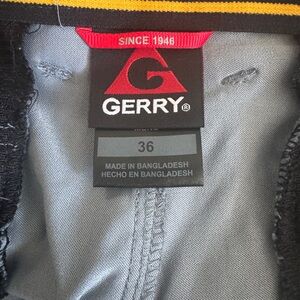 SINCE 1946
GERRY®
36
MADE IN BANGLADESH
HECHO EN BANGLADESH